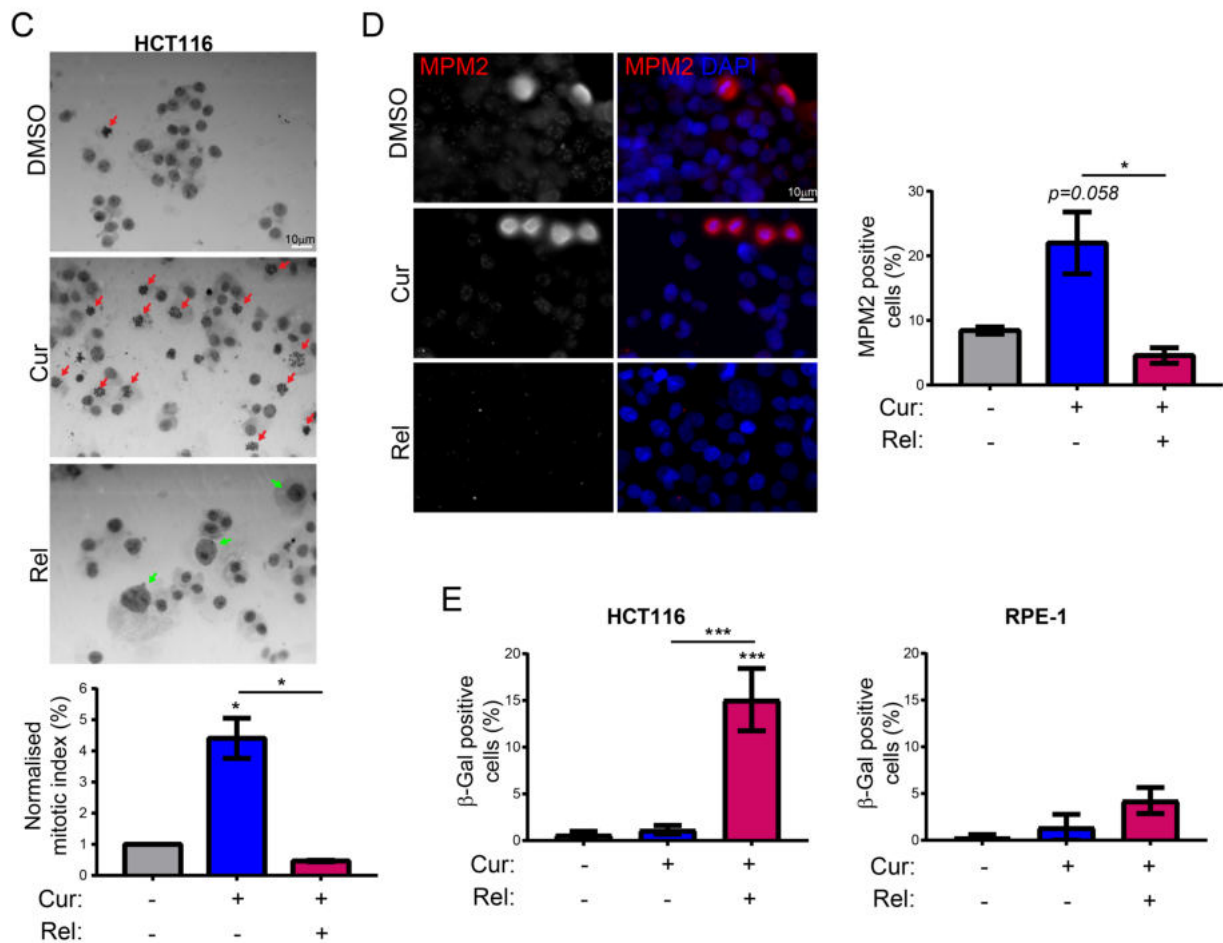 C
HCT116
DMSO
10μm
Cur
Rel
Normalised
mitotic index (%)
6
5
4
3
2
1
0
*
*
Cur: - + +
Rel: - - +
D
MPM2
MPM2 DAPI
DMSO
10μm
Cur
Rel
MPM2 positive
cells (%)
30
20
10
0
*
p=0.058
Cur: - + +
Rel: - - +
E
HCT116
β-Gal positive
cells (%)
20
15
10
5
0
***
***
Cur: - + +
Rel: - - +
RPE-1
β-Gal positive
cells (%)
20
15
10
5
0
Cur: - + +
Rel: - - +